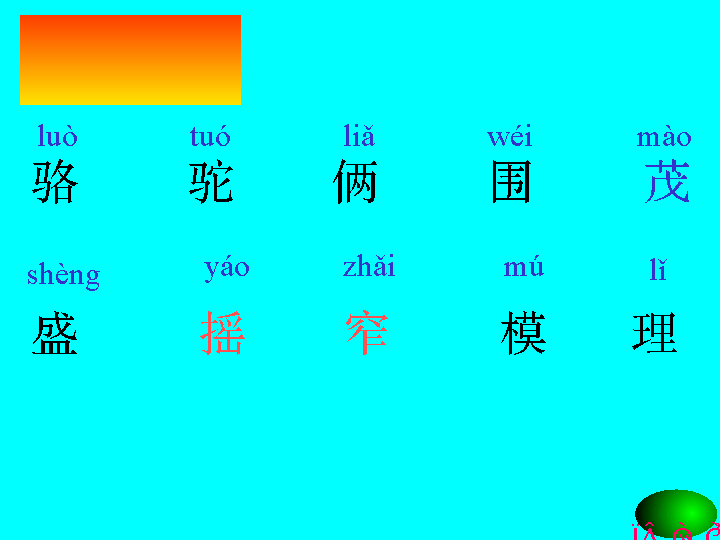 luò tuó liǎ wéi mào
骆 驼 俩 围 茂
shèng yáo zhǎi mú lǐ
盛 摇 窄 模 理